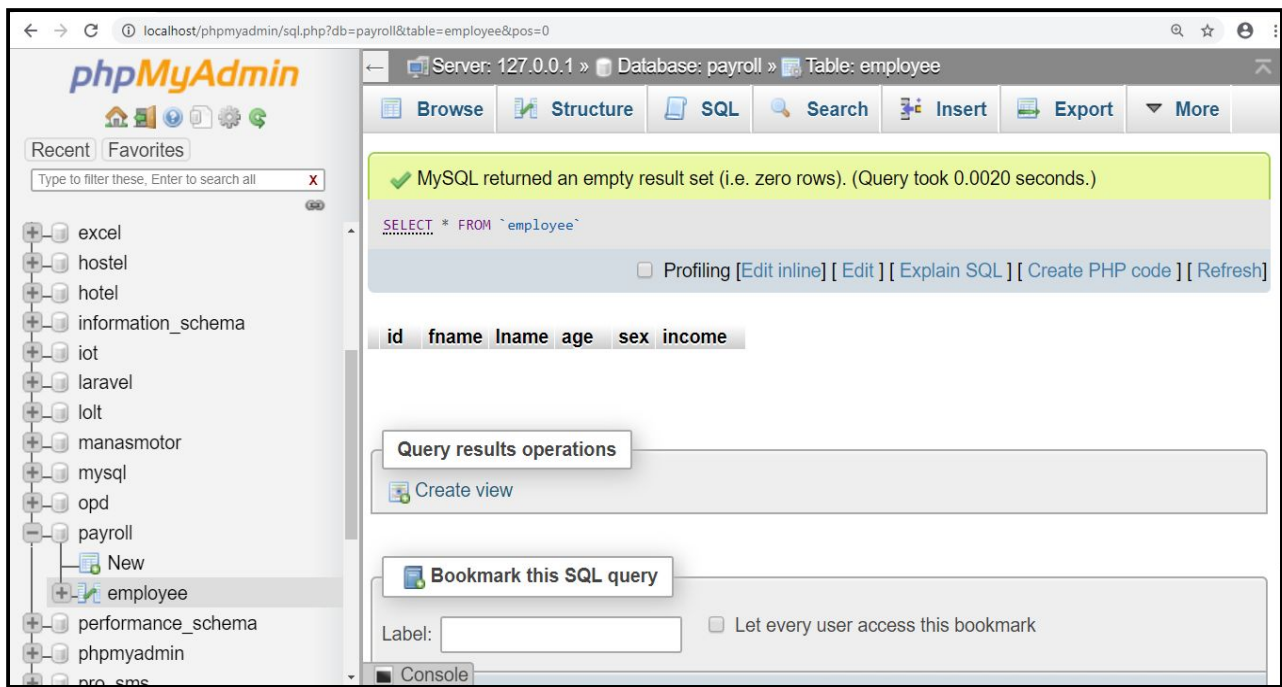 localhost/phpmyadmin/sql.php?db=payroll&table=employee&pos=0
phpMyAdmin
Recent Favorites
Type to filter these, Enter to search all X
excel
hostel
hotel
information_schema
iot
laravel
lolt
manasmotor
mysql
opd
payroll
New
employee
performance_schema
phpmyadmin
pro_sms
Server: 127.0.0.1 » Database: payroll » Table: employee
Browse Structure SQL Search Insert Export More
MySQL returned an empty result set (i.e. zero rows). (Query took 0.0020 seconds.)
SELECT * FROM `employee`
Profiling [Edit inline] [ Edit ] [ Explain SQL ] [ Create PHP code ] [ Refresh]
id fname lname age sex income
Query results operations
Create view
Bookmark this SQL query
Label: Let every user access this bookmark
Console